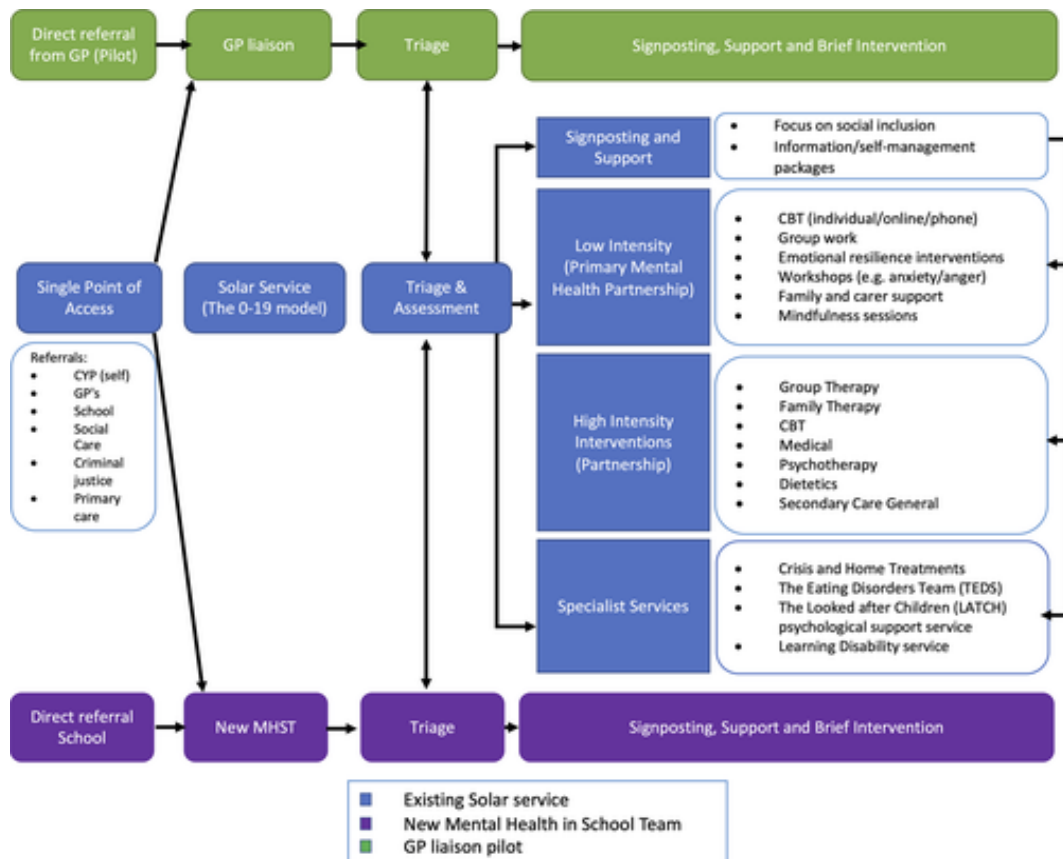 Direct referral
from GP (Pilot)
GP liaison
Triage
Signposting, Support and Brief Intervention
Signposting and
Support
• Focus on social inclusion
• Information/self-management
packages
Low Intensity
(Primary Mental
Health Partnership)
• CBT (individual/online/phone)
• Group work
• Emotional resilience interventions
• Workshops (e.g. anxiety/anger)
• Family and carer support
• Mindfulness sessions
Single Point of
Access
Solar Service
(The 0-19 model)
Triage &
Assessment
Referrals:
• CYP (self)
• GP's
• School
• Social
Care
• Criminal
justice
• Primary
care
High Intensity
Interventions
(Partnership)
• Group Therapy
• Family Therapy
• CBT
• Medical
• Psychotherapy
• Dietetics
• Secondary Care General
Specialist Services
• Crisis and Home Treatments
• The Eating Disorders Team (TEDS)
• The Looked after Children (LATCH)
psychological support service
• Learning Disability service
Direct referral
School
New MHST
Triage
Signposting, Support and Brief Intervention
Existing Solar service
New Mental Health in School Team
GP liaison pilot